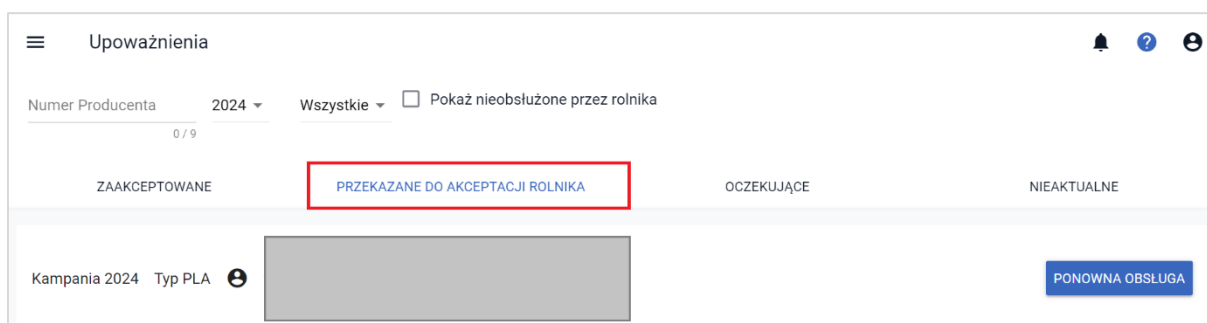 Upoważnienia
?
Numer Producenta 2024 Wszystkie Pokaż nieobsłużone przez rolnika
0 / 9
ZAAKCEPTOWANE PRZEKAZANE DO AKCEPTACJI ROLNIKA OCZEKUJĄCE NIEAKTUALNE
Kampania 2024 Typ PLA PONOWNA OBSŁUGA